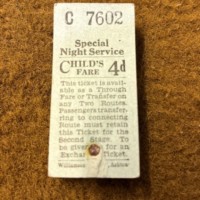 C 7602
Special
Night Service
CHILD'S
FARE 4d
This ticket is avail-
able as a Through
Fare or Transfer on
any Two Routes.
Passengers transfer-
ring to connecting
Route must retain
this Ticket for the
Second Stage. To
be given up for an
Exchange Ticket.
Williamson